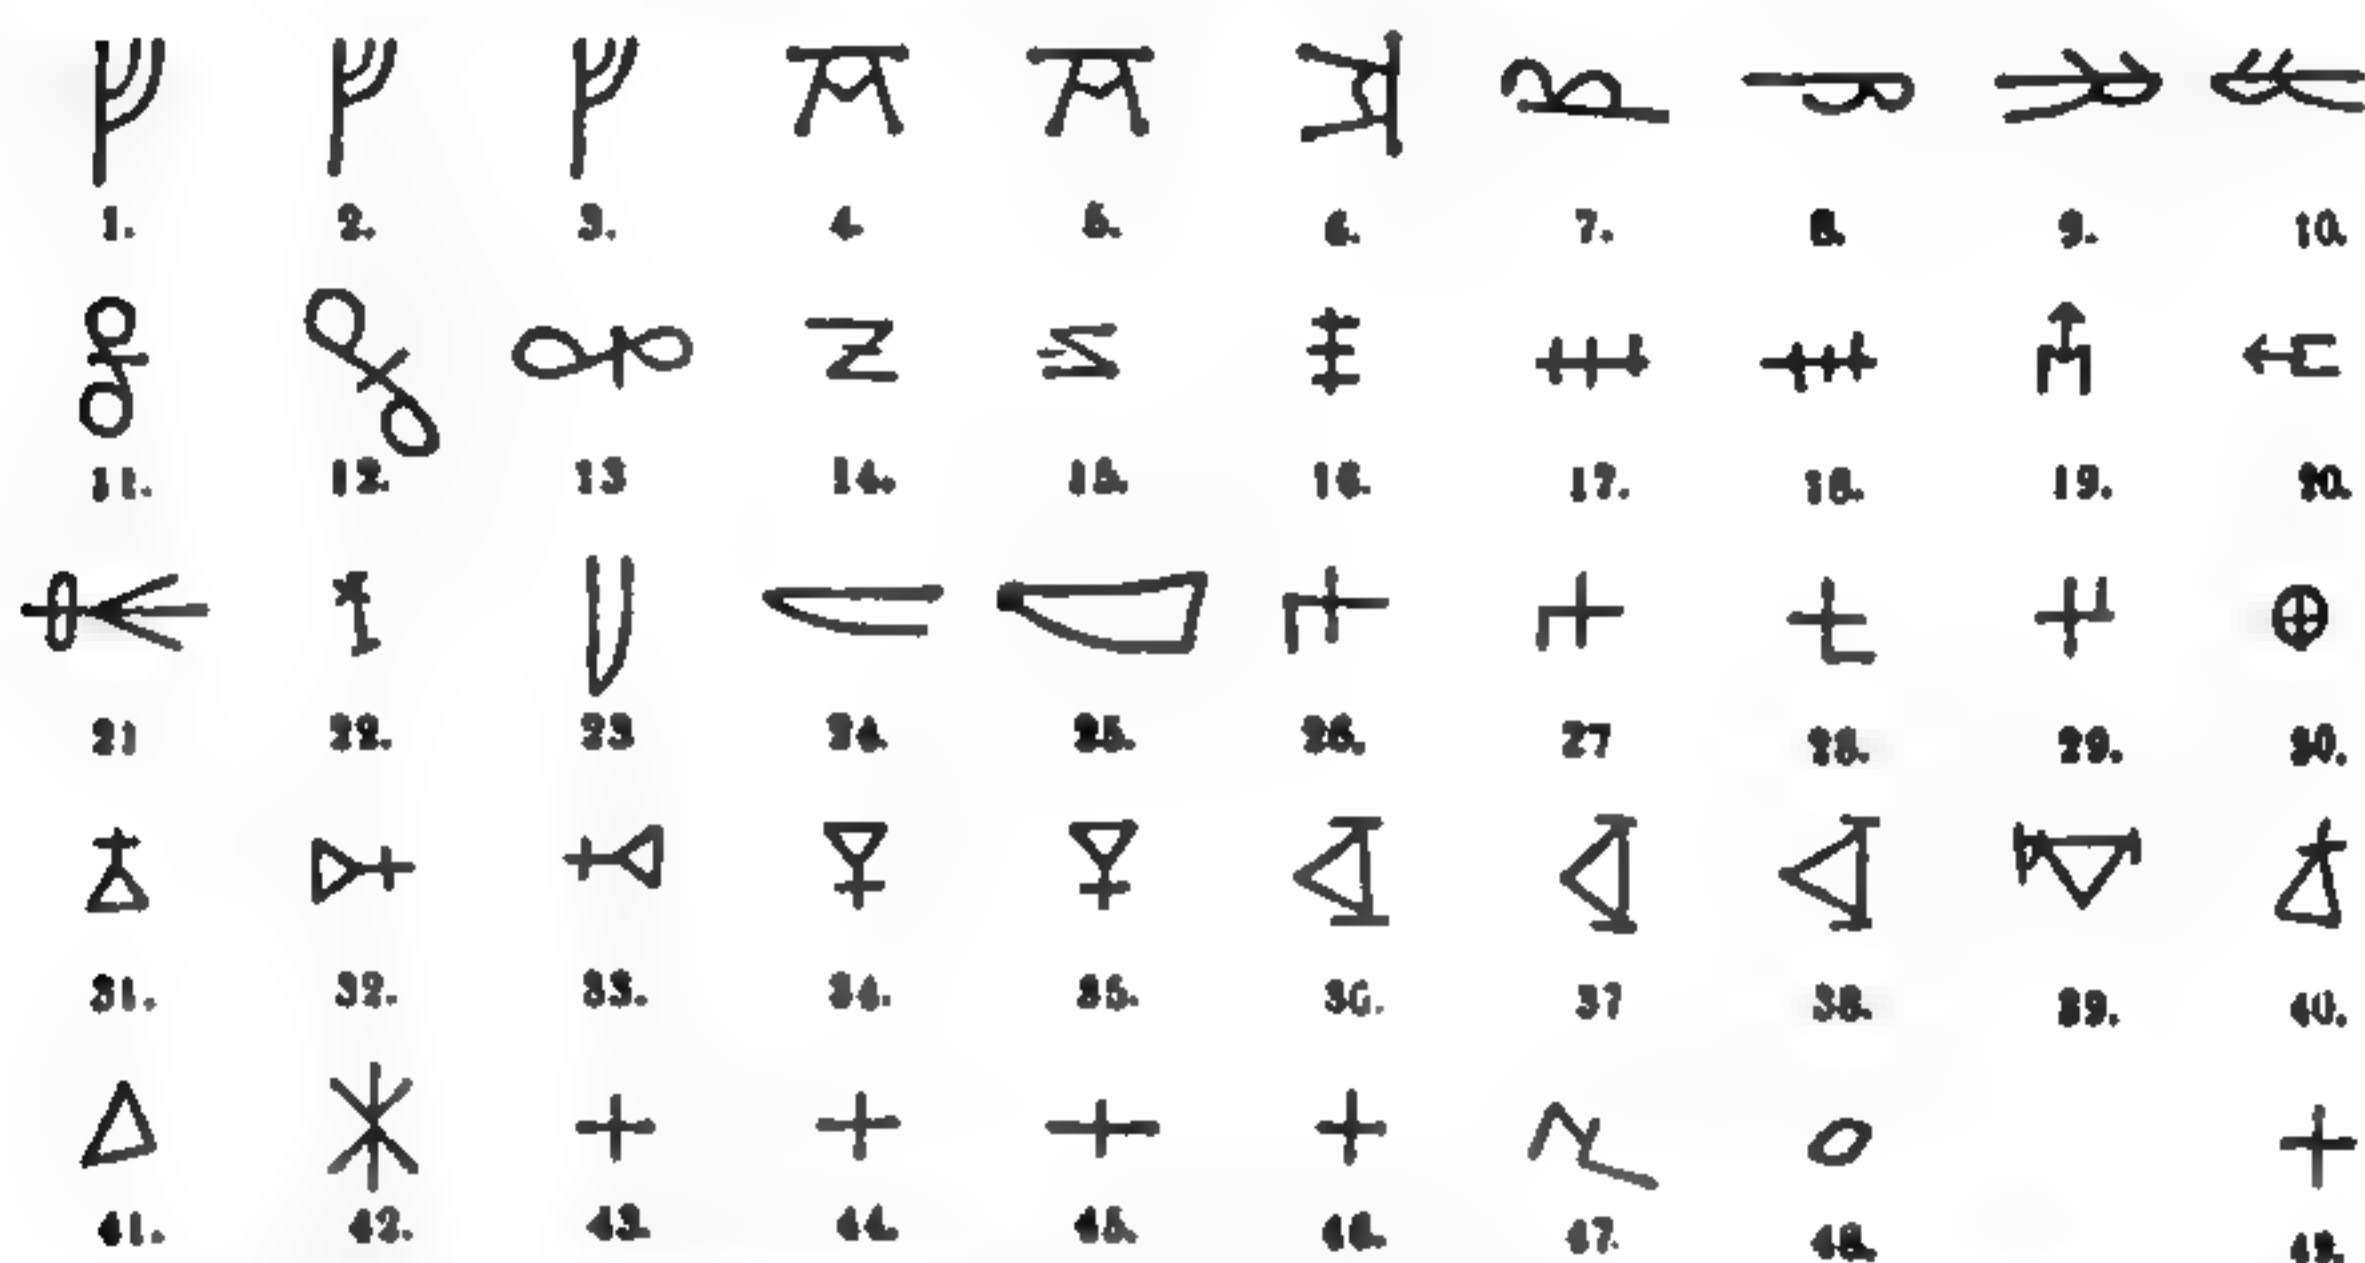 1. 2. 3. 4. 5. 6. 7. 8. 9. 10.
11. 12. 13 14. 15. 16. 17. 18. 19. 20.
21 22. 23 24. 25. 26. 27 28. 29. 30.
31. 32. 33. 34. 35. 36. 37 38. 39. 40.
41. 42. 43. 44. 45. 46. 47. 48. 49.